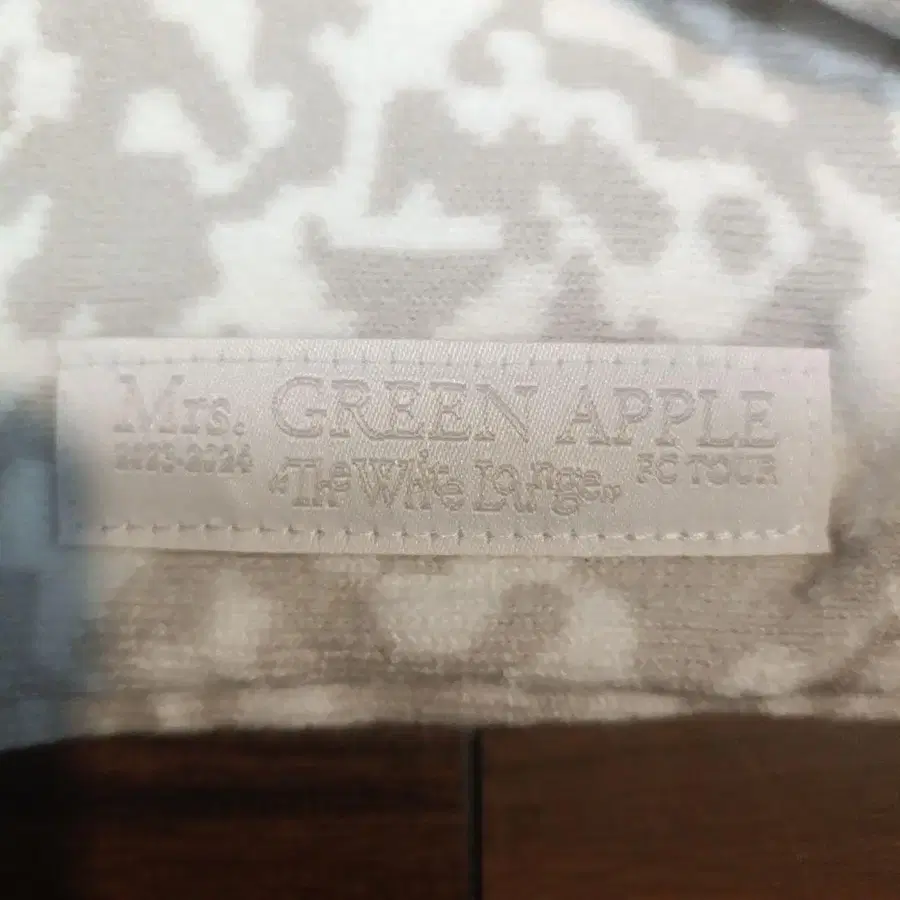 Mrs. GREEN APPLE
2023-2024 FC TOUR
“The White Lounge”